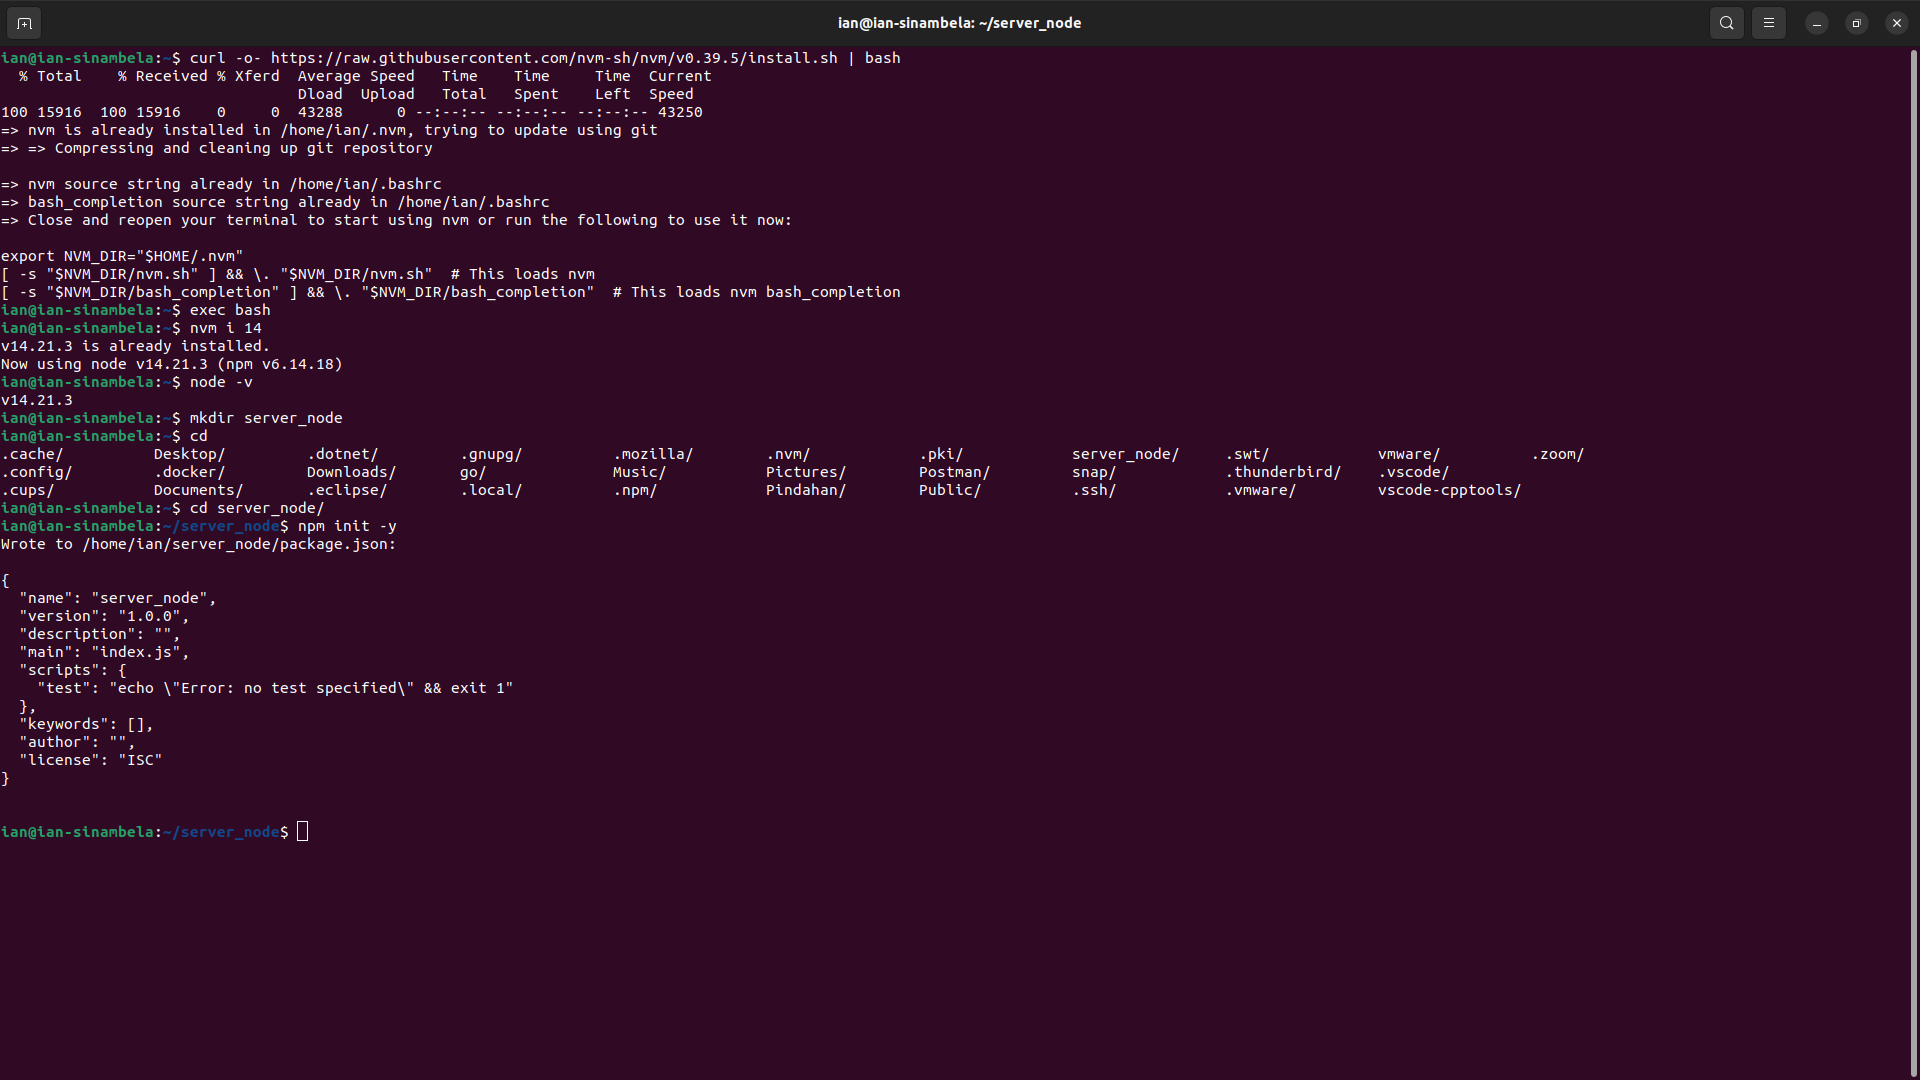 ian@ian-sinambela: ~/server_node
ian@ian-sinambela:~$ curl -o- https://raw.githubusercontent.com/nvm-sh/nvm/v0.39.5/install.sh | bash
  % Total    % Received % Xferd  Average Speed   Time    Time     Time  Current
                                 Dload  Upload   Total   Spent    Left  Speed
100 15916  100 15916    0     0  43288      0 --:--:-- --:--:-- --:--:-- 43250
=> nvm is already installed in /home/ian/.nvm, trying to update using git
=> => Compressing and cleaning up git repository

=> nvm source string already in /home/ian/.bashrc
=> bash_completion source string already in /home/ian/.bashrc
=> Close and reopen your terminal to start using nvm or run the following to use it now:

export NVM_DIR="$HOME/.nvm"
[ -s "$NVM_DIR/nvm.sh" ] && \. "$NVM_DIR/nvm.sh"  # This loads nvm
[ -s "$NVM_DIR/bash_completion" ] && \. "$NVM_DIR/bash_completion"  # This loads nvm bash_completion
ian@ian-sinambela:~$ exec bash
ian@ian-sinambela:~$ nvm i 14
v14.21.3 is already installed.
Now using node v14.21.3 (npm v6.14.18)
ian@ian-sinambela:~$ node -v
v14.21.3
ian@ian-sinambela:~$ mkdir server_node
ian@ian-sinambela:~$ cd
.cache/          Desktop/         .dotnet/         .gnupg/          .mozilla/        .nvm/            .pki/            server_node/     .swt/            vmware/          .zoom/
.config/         .docker/         Downloads/       go/              Music/           Pictures/        Postman/         snap/            .thunderbird/    .vscode/
.cups/           Documents/       .eclipse/        .local/          .npm/            Pindahan/        Public/          .ssh/            .vmware/         vscode-cpptools/
ian@ian-sinambela:~$ cd server_node/
ian@ian-sinambela:~/server_node$ npm init -y
Wrote to /home/ian/server_node/package.json:

{
  "name": "server_node",
  "version": "1.0.0",
  "description": "",
  "main": "index.js",
  "scripts": {
    "test": "echo \"Error: no test specified\" && exit 1"
  },
  "keywords": [],
  "author": "",
  "license": "ISC"
}


ian@ian-sinambela:~/server_node$